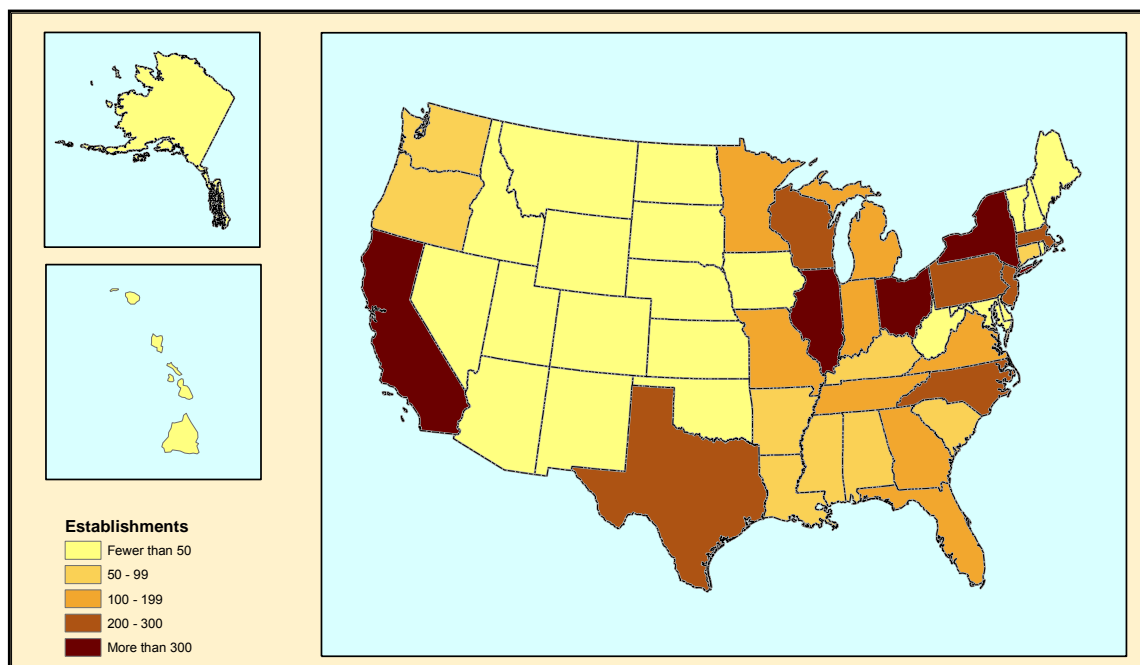 Establishments
Fewer than 50
50 - 99
100 - 199
200 - 300
More than 300